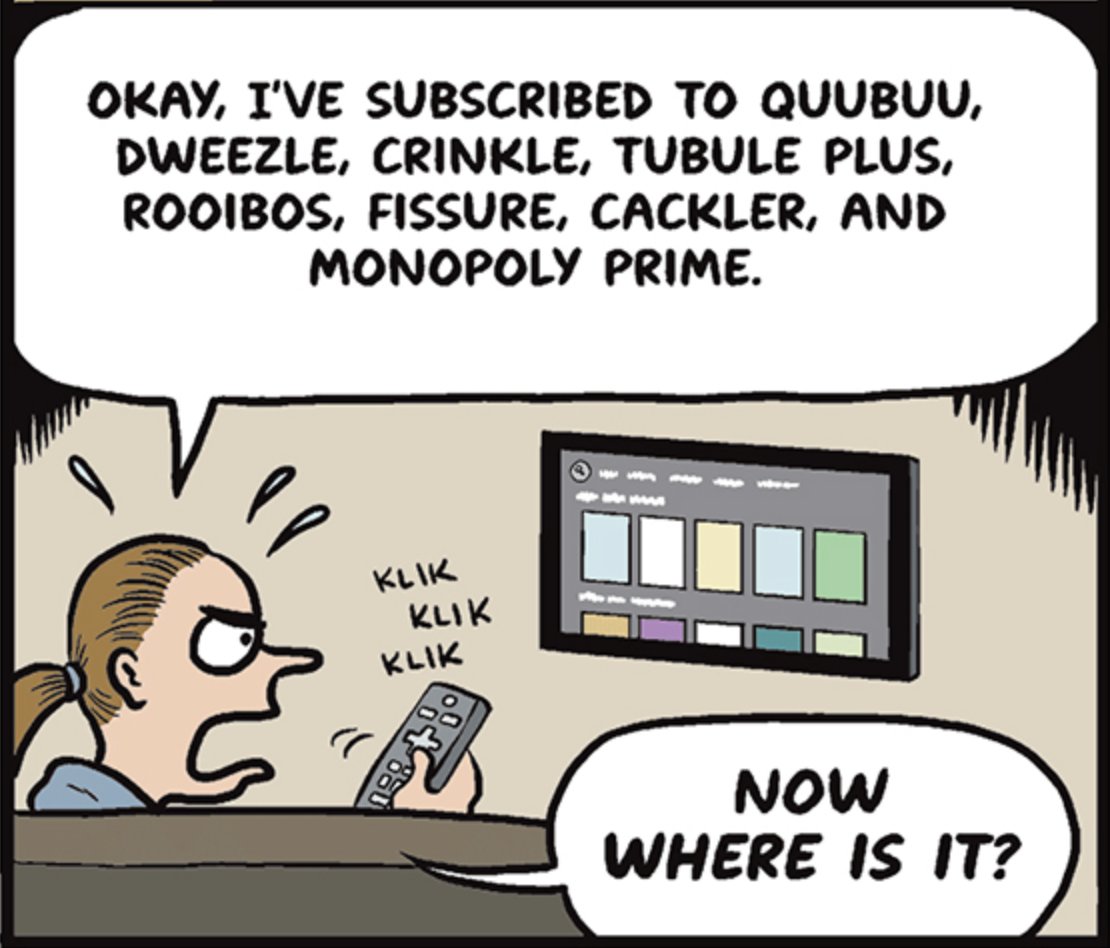 OKAY, I'VE SUBSCRIBED TO QUUBUU,
DWEEZLE, CRINKLE, TUBULE PLUS,
ROOIBOS, FISSURE, CACKLER, AND
MONOPOLY PRIME.
KLIK
KLIK
KLIK
NOW
WHERE IS IT?